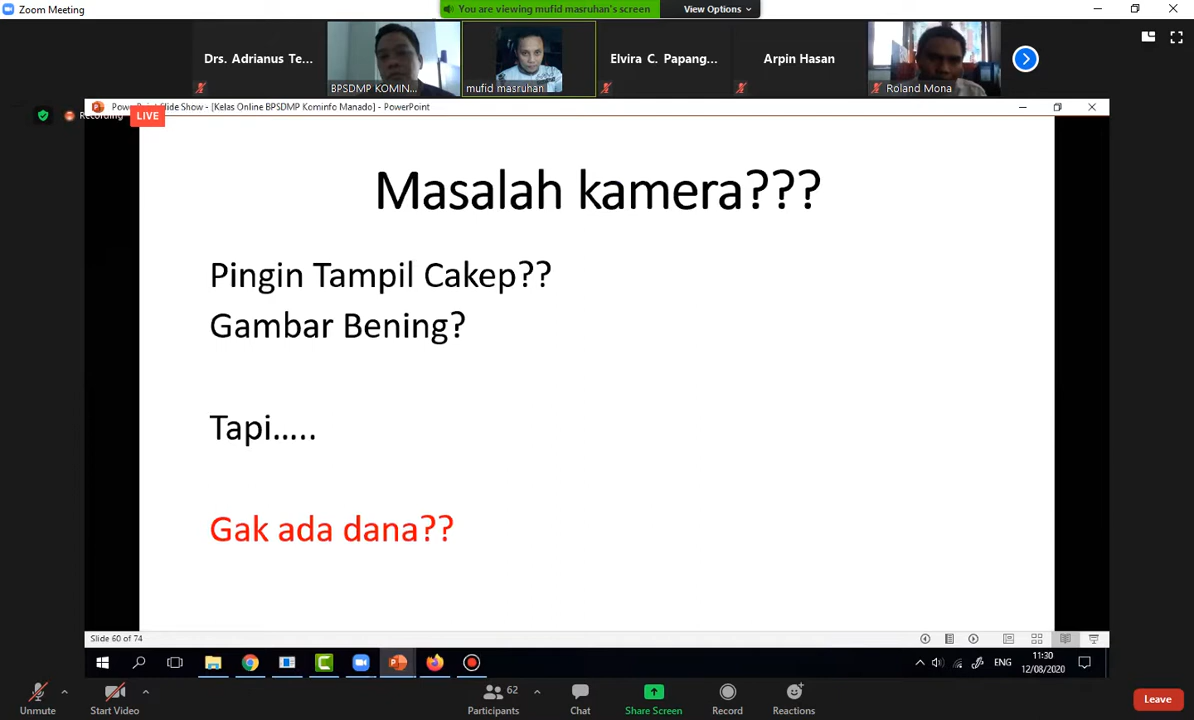 Zoom Meeting
You are viewing mufid masruhan's screen
View Options
Drs. Adrianus Te...
BPSDMP KOMIN...
mufid masruhan
Elvira C. Papang...
Arpin Hasan
Roland Mona
PowerPoint Slide Show - [Kelas Online BPSDMP Kominfo Manado] - PowerPoint
Recording
LIVE
Masalah kamera???
Pingin Tampil Cakep??
Gambar Bening?
Tapi.....
Gak ada dana??
Slide 60 of 74
ENG
11:30
12/08/2020
Unmute
Start Video
62
Participants
Chat
Share Screen
Record
Reactions
Leave